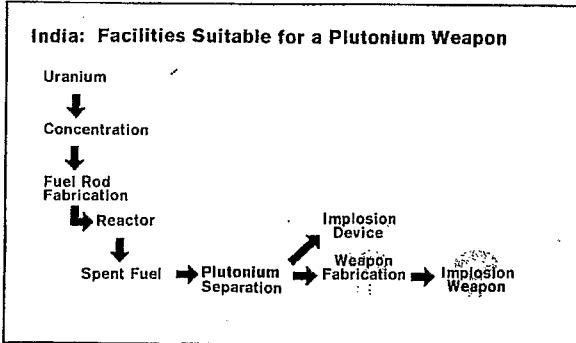 India: Facilities Suitable for a Plutonium Weapon
Uranium
Concentration
Fuel Rod
Fabrication
Reactor
Spent Fuel
Plutonium
Separation
Implosion
Device
Weapon
Fabrication
Implosion
Weapon